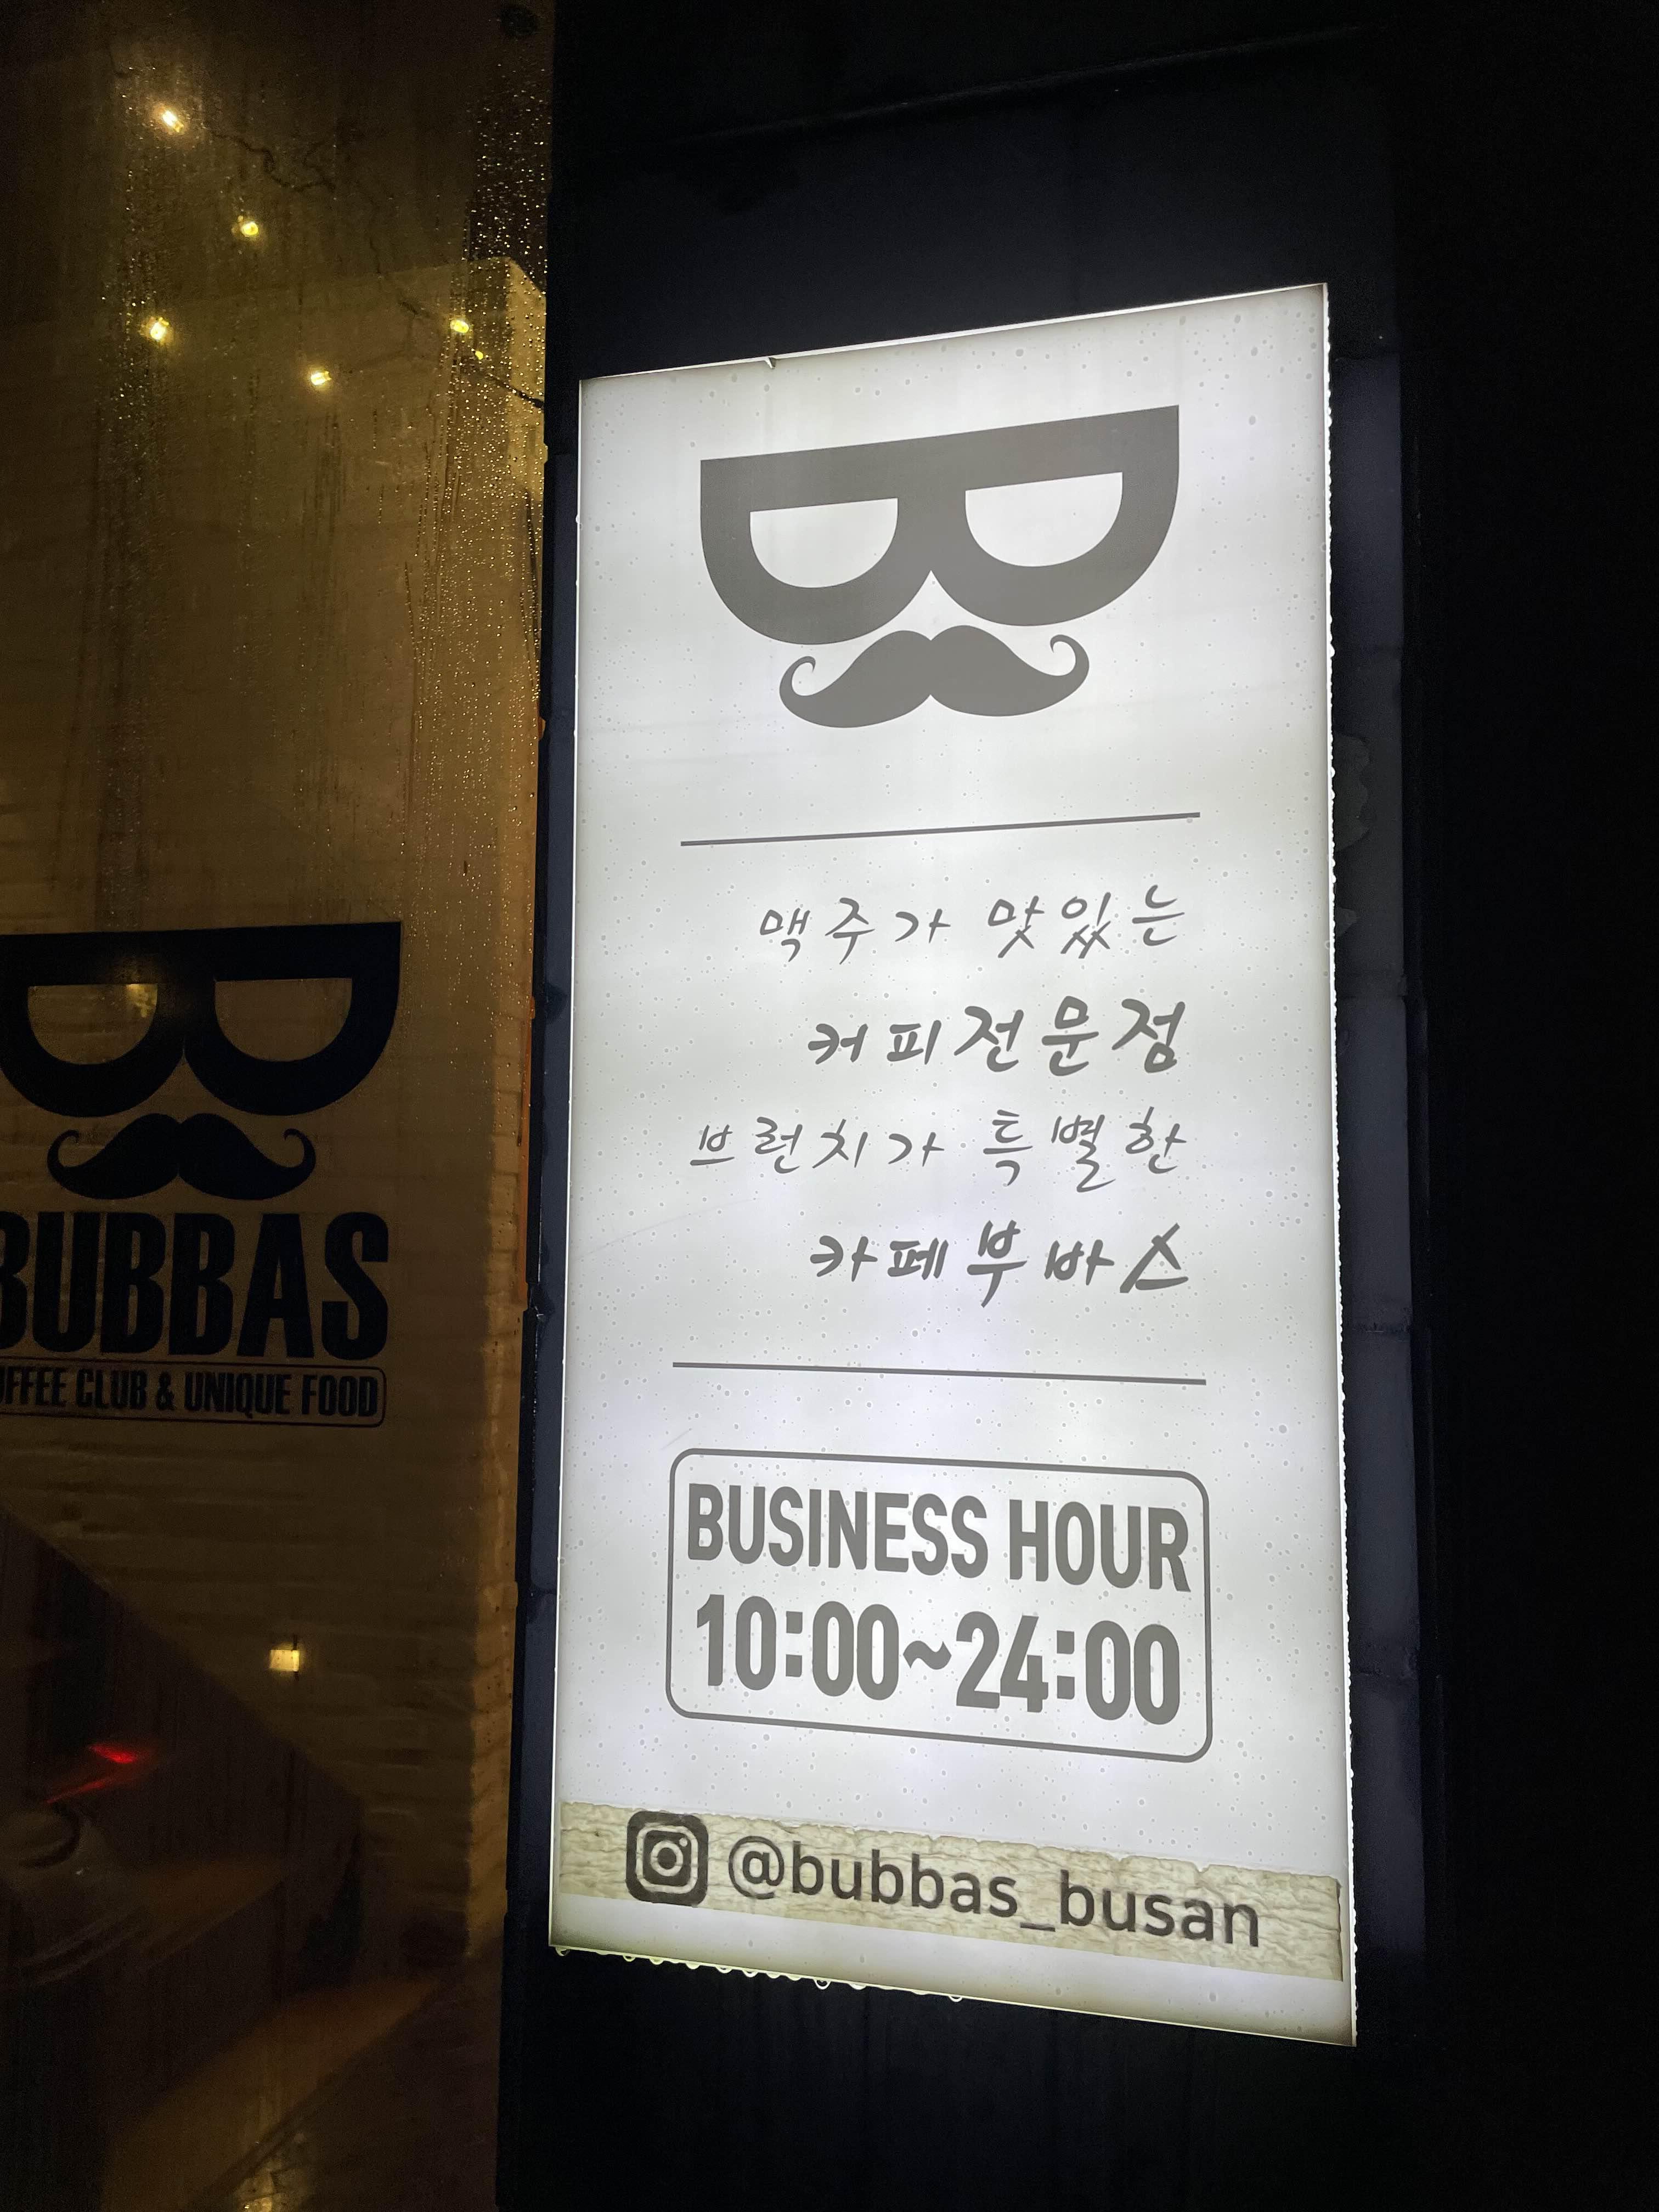 맥주가 맛있는
커피전문점
브런치가 특별한
카페부바스
BUSINESS HOUR
10:00~24:00
@bubbas_busan
BUBBAS
OFFEE CLUB & UNIQUE FOOD